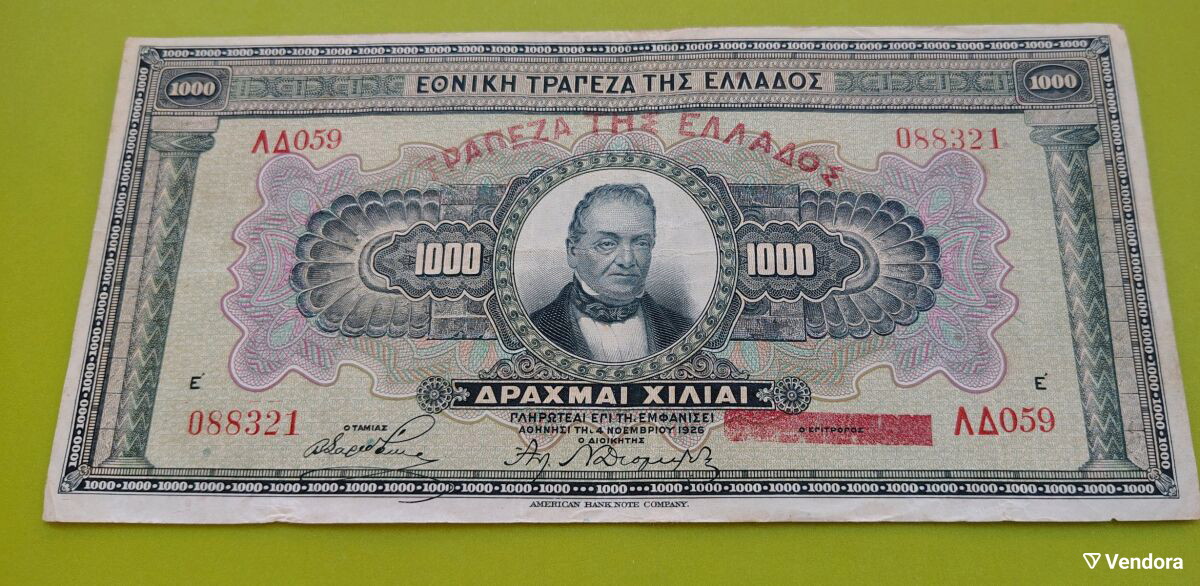 ΕΘΝΙΚΗ ΤΡΑΠΕΖΑ ΤΗΣ ΕΛΛΑΔΟΣ
1000 1000
ΤΡΑΠΕΖΑ ΤΗΣ ΕΛΛΑΔΟΣ
ΛΔ059 088321
1000 1000
Ε΄ Ε΄
ΔΡΑΧΜΑΙ ΧΙΛΙΑΙ
088321 ΛΔ059
ΠΛΗΡΩΤΕΑΙ ΕΠΙ ΤΗ ΕΜΦΑΝΙΣΕΙ
ΑΘΗΝΗΣΙ ΤΗ 4 ΝΟΕΜΒΡΙΟΥ 1926
Ο ΤΑΜΙΑΣ Ο ΔΙΟΙΚΗΤΗΣ Ο ΕΠΙΤΡΟΠΟΣ
AMERICAN BANK NOTE COMPANY.
Vendora